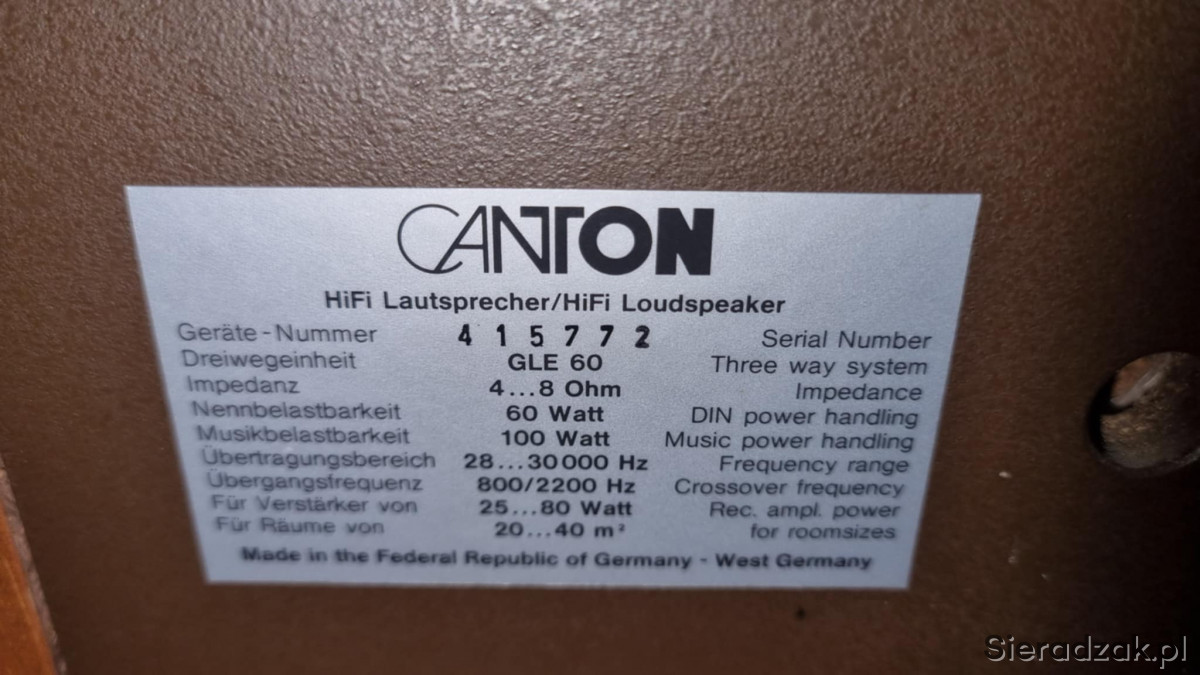 CANTON
HiFi Lautsprecher/HiFi Loudspeaker
Geräte-Nummer 415772 Serial Number
Dreiwegeinheit GLE 60 Three way system
Impedanz 4...8 Ohm Impedance
Nennbelastbarkeit 60 Watt DIN power handling
Musikbelastbarkeit 100 Watt Music power handling
Übertragungsbereich 28...30000 Hz Frequency range
Übergangsfrequenz 800/2200 Hz Crossover frequency
Für Verstärker von 25...80 Watt Rec. ampl. power
Für Räume von 20...40 m² for roomsizes
Made in the Federal Republic of Germany - West Germany
Sieradzak.pl